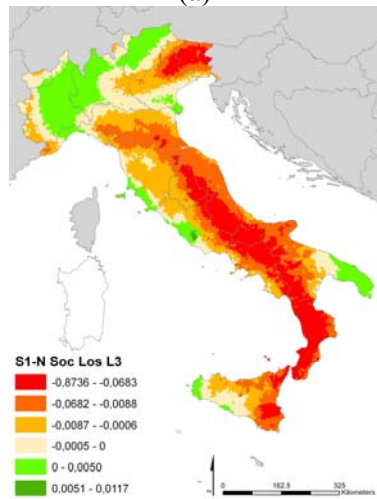 (a)
S1-N Soc Los L3
-0,8736 - -0,0683
-0,0682 - -0,0088
-0,0087 - -0,0006
-0,0005 - 0
0 - 0,0050
0,0051 - 0,0117
0 162.5 325
Kilometers